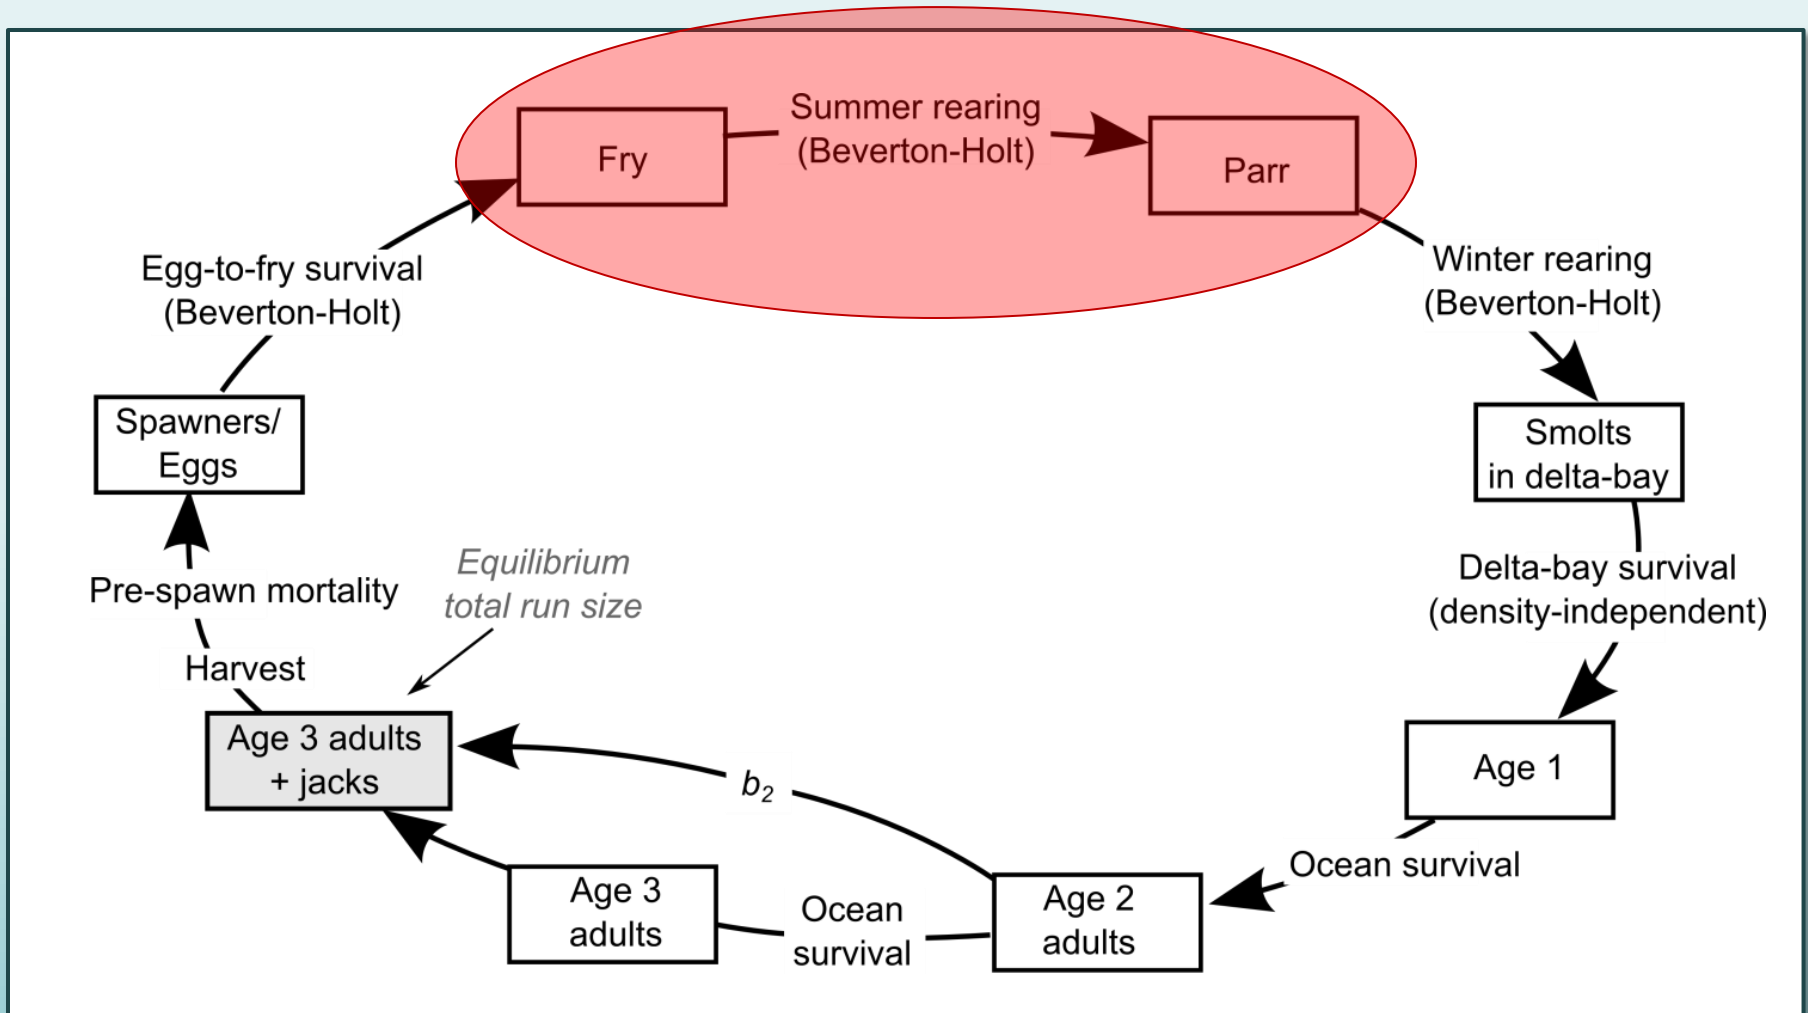 Summer rearing
(Beverton-Holt)
Fry
Parr
Egg-to-fry survival
(Beverton-Holt)
Winter rearing
(Beverton-Holt)
Spawners/
Eggs
Smolts
in delta-bay
Equilibrium
total run size
Pre-spawn mortality
Delta-bay survival
(density-independent)
Harvest
Age 3 adults
+ jacks
b2
Age 1
Ocean survival
Age 3
adults
Ocean
survival
Age 2
adults